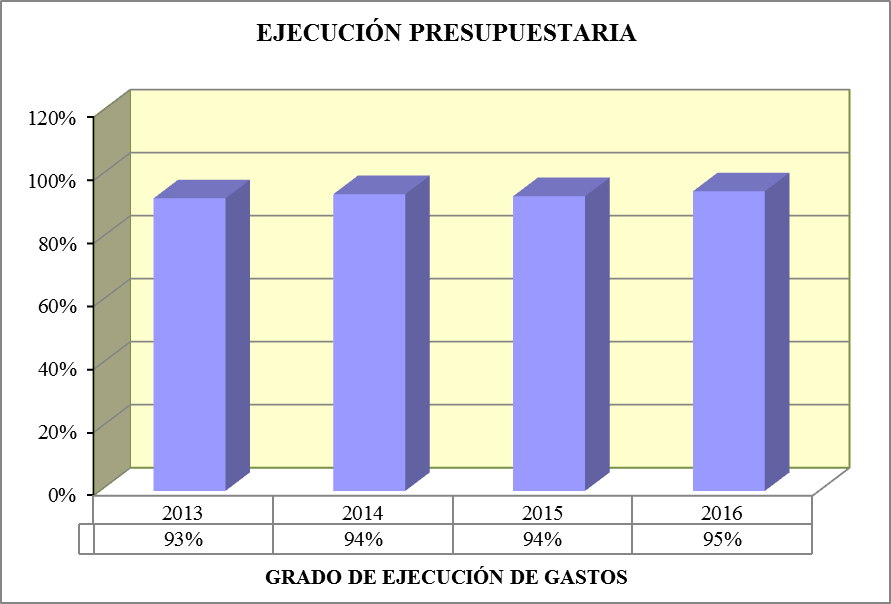 EJECUCIÓN PRESUPUESTARIA
120%
100%
80%
60%
40%
20%
0%
2013 2014 2015 2016
93% 94% 94% 95%
GRADO DE EJECUCIÓN DE GASTOS